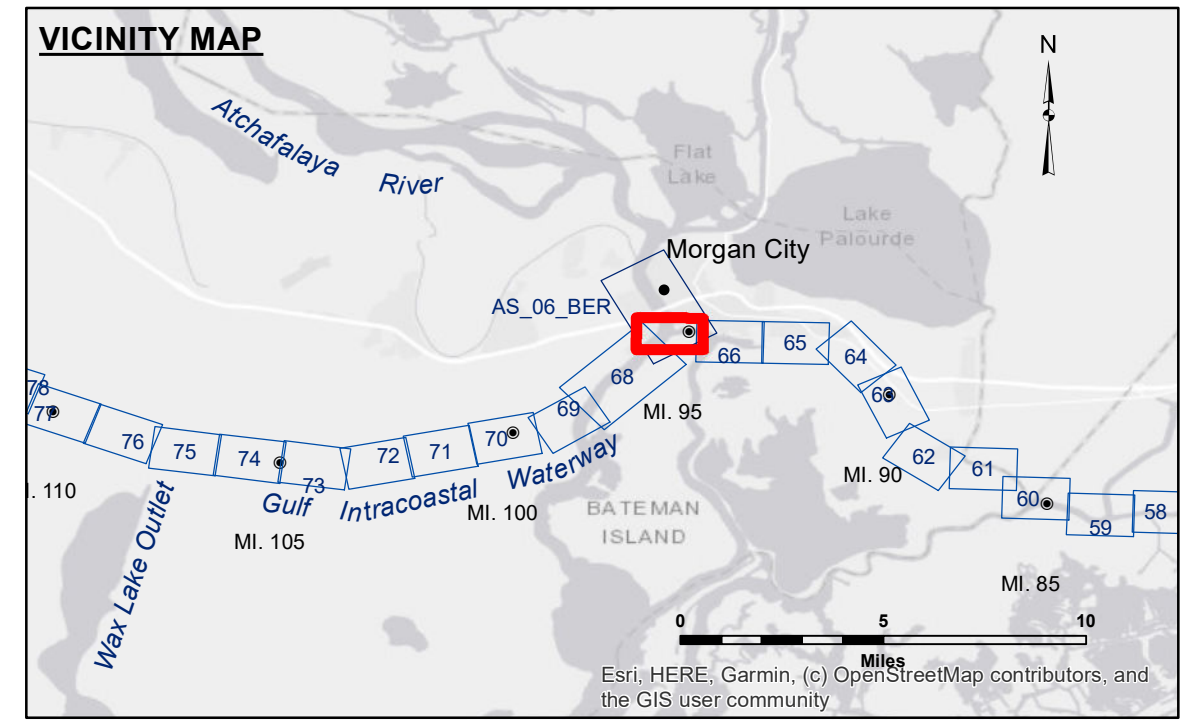 VICINITY MAP
N
Atchafalaya
River
Flat
Lake
Lake
Palourde
Morgan City
AS_06_BER
66
65
64
63
68
MI. 95
78
77
69
76
75
74
73
72
71
70
62
61
60
59
58
MI. 90
I. 110
Gulf Intracoastal Waterway
MI. 100
MI. 105
BATEMAN
ISLAND
Wax Lake Outlet
MI. 85
0 5 10
Miles
Esri, HERE, Garmin, (c) OpenStreetMap contributors, and
the GIS user community